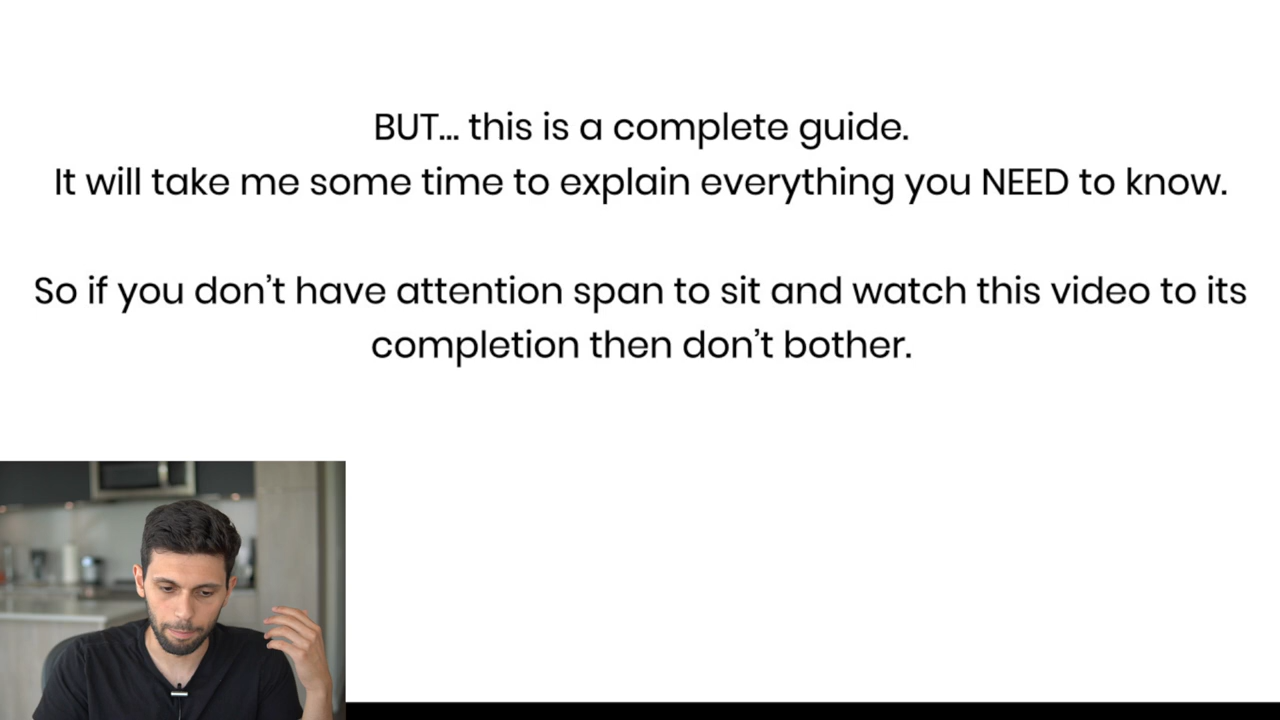 BUT... this is a complete guide.
It will take me some time to explain everything you NEED to know.
So if you don't have attention span to sit and watch this video to its
completion then don't bother.